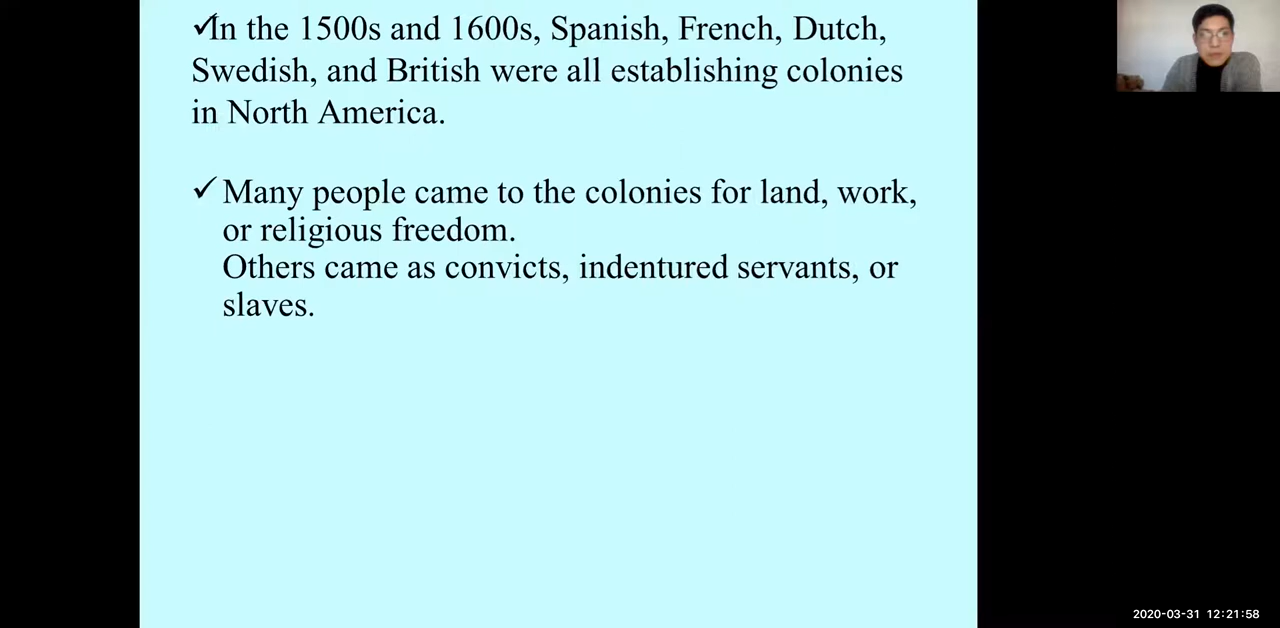 ✓In the 1500s and 1600s, Spanish, French, Dutch,
Swedish, and British were all establishing colonies
in North America.
✓ Many people came to the colonies for land, work,
or religious freedom.
Others came as convicts, indentured servants, or
slaves.
2020-03-31 12:21:58